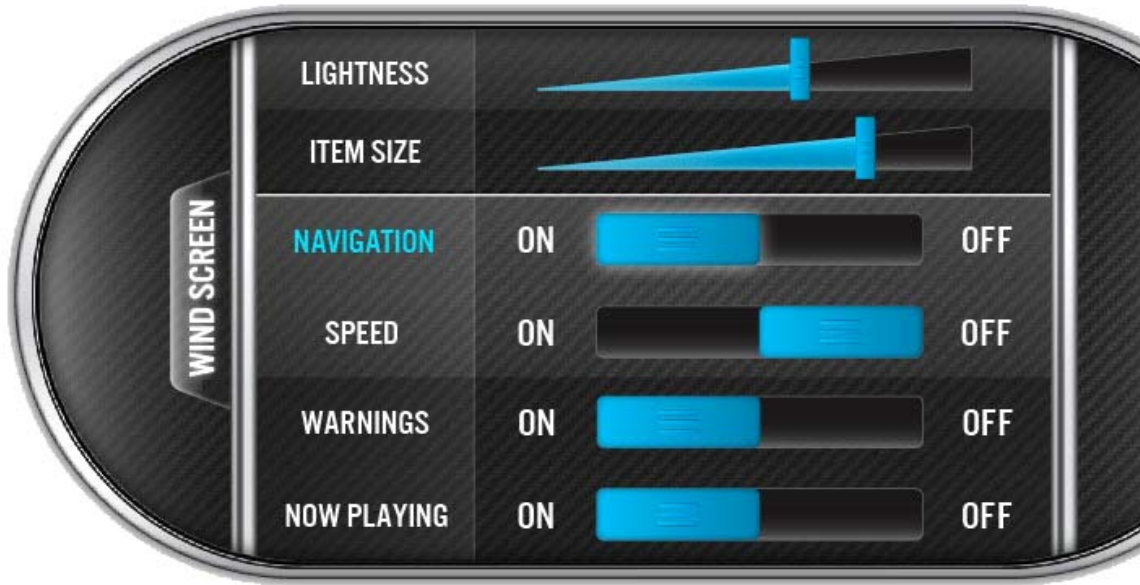 WIND SCREEN
LIGHTNESS
ITEM SIZE
NAVIGATION ON OFF
SPEED ON OFF
WARNINGS ON OFF
NOW PLAYING ON OFF